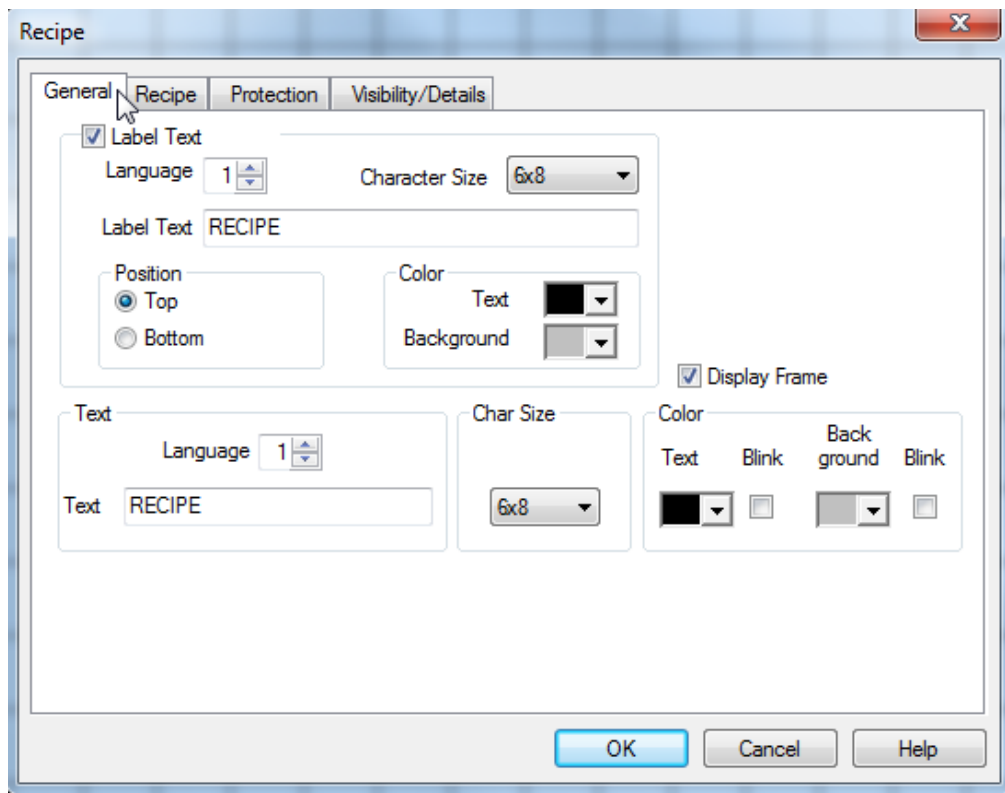 Recipe
General Recipe Protection Visibility/Details
Label Text
Language 1 Character Size 6x8
Label Text RECIPE
Position
Top
Bottom
Color
Text
Background
Display Frame
Text
Language 1
Text RECIPE
Char Size
6x8
Color
Text Blink Back ground Blink
OK Cancel Help